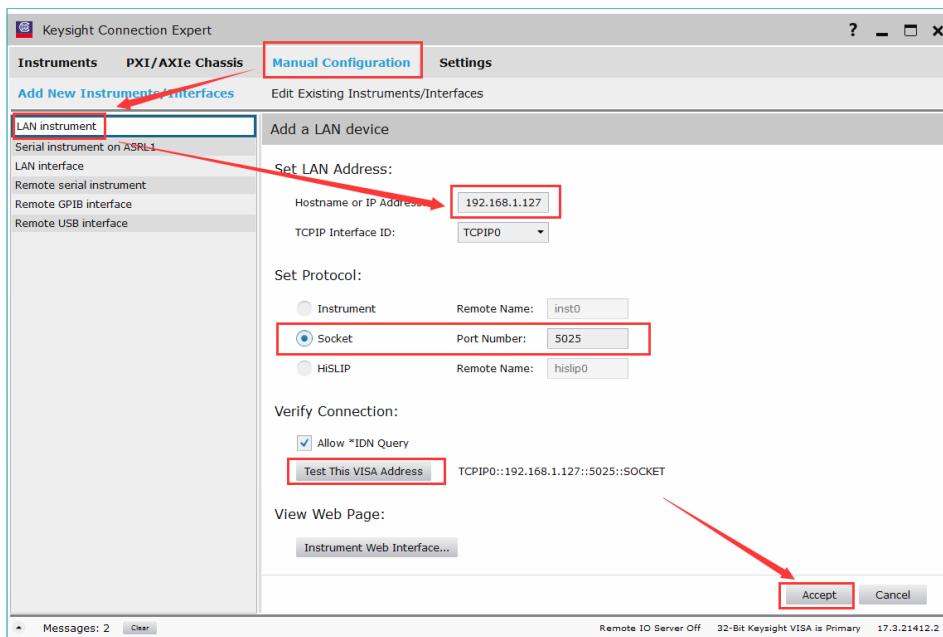 Keysight Connection Expert ?
Instruments PXI/AXIe Chassis Manual Configuration Settings
Add New Instruments/Interfaces Edit Existing Instruments/Interfaces
LAN instrument
Serial instrument on ASRL1
LAN interface
Remote serial instrument
Remote GPIB interface
Remote USB interface
Add a LAN device
Set LAN Address:
Hostname or IP Address: 192.168.1.127
TCPIP Interface ID: TCPIP0
Set Protocol:
Instrument Remote Name: inst0
Socket Port Number: 5025
HiSLIP Remote Name: hislip0
Verify Connection:
Allow *IDN Query
Test This VISA Address TCPIP0::192.168.1.127::5025::SOCKET
View Web Page:
Instrument Web Interface...
Accept Cancel
Messages: 2 Clear Remote IO Server Off 32-Bit Keysight VISA is Primary 17.3.21412.2